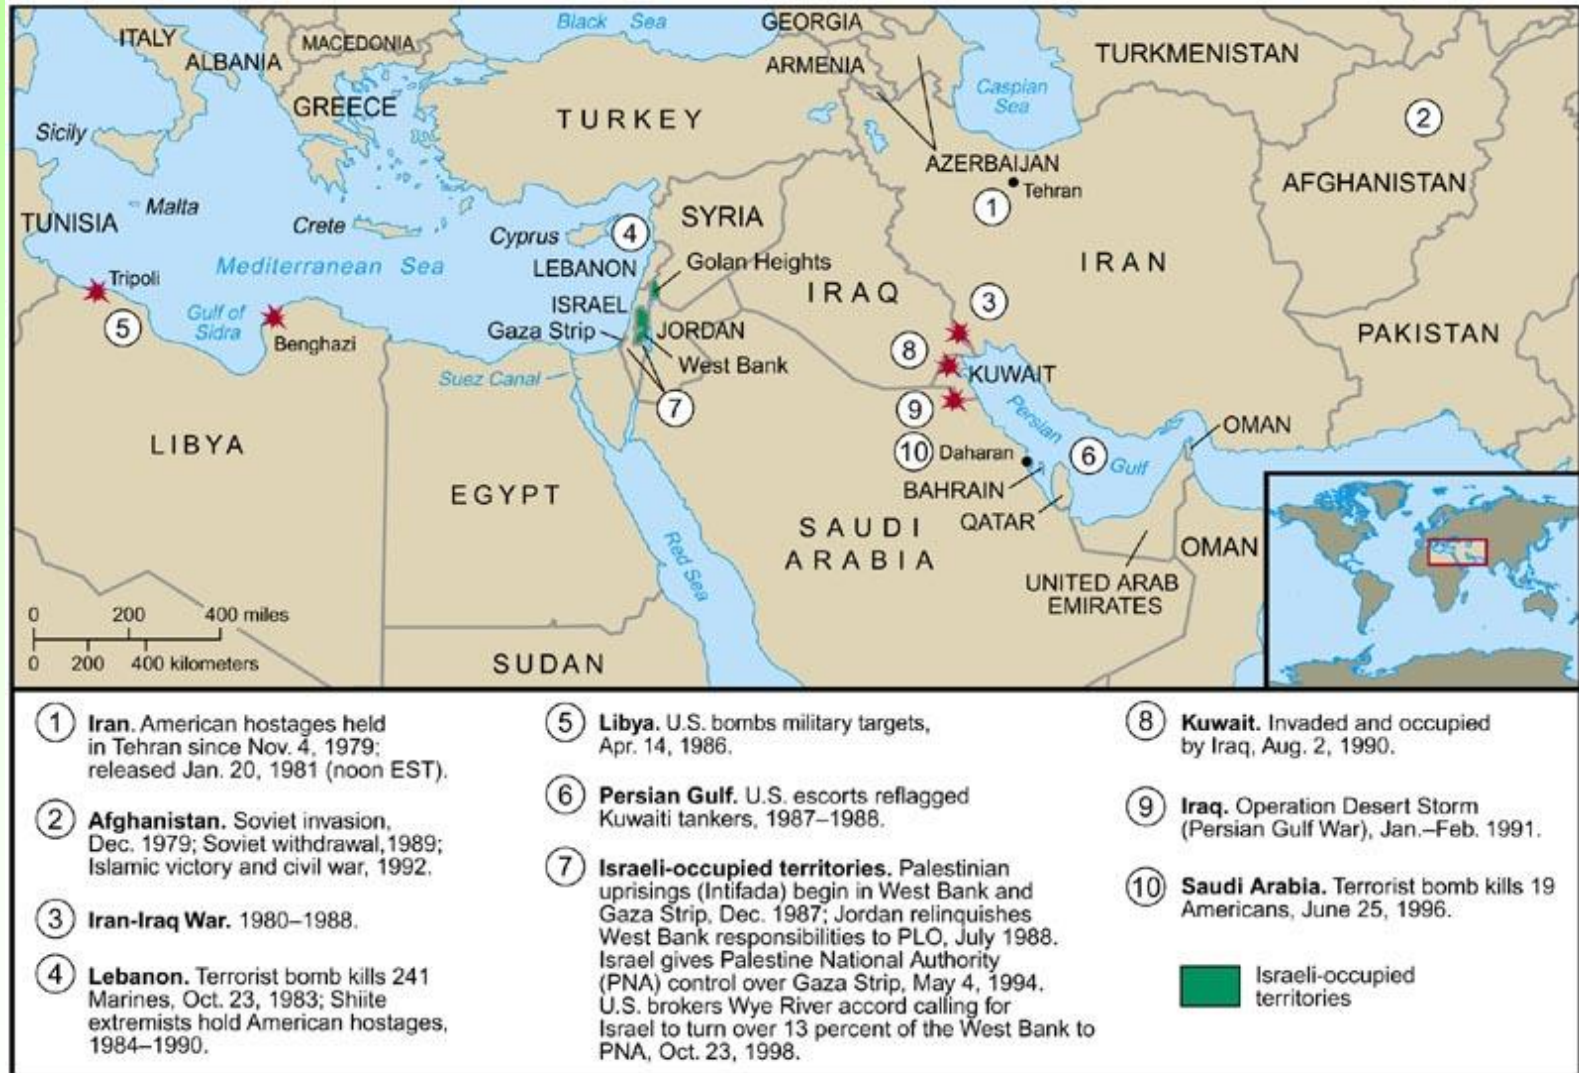 Black Sea
GEORGIA
ITALY
MACEDONIA
ALBANIA
ARMENIA
TURKMENISTAN
GREECE
TURKEY
Caspian
Sea
2
Sicily
AZERBAIJAN
Tehran
AFGHANISTAN
1
TUNISIA
Malta
Crete
Cyprus
4
SYRIA
Mediterranean Sea
LEBANON
Golan Heights
IRAN
Tripoli
IRAQ
3
ISRAEL
Gulf of
Sidra
5
Benghazi
Gaza Strip
JORDAN
West Bank
8
KUWAIT
PAKISTAN
Suez Canal
7
9
Persian
Gulf
OMAN
LIBYA
10
Daharan
6
EGYPT
BAHRAIN
QATAR
SAUDI
ARABIA
OMAN
Red Sea
UNITED ARAB
EMIRATES
0 200 400 miles
0 200 400 kilometers
SUDAN
1 Iran. American hostages held
in Tehran since Nov. 4, 1979;
released Jan. 20, 1981 (noon EST).
2 Afghanistan. Soviet invasion,
Dec. 1979; Soviet withdrawal,1989;
Islamic victory and civil war, 1992.
3 Iran-Iraq War. 1980–1988.
4 Lebanon. Terrorist bomb kills 241
Marines, Oct. 23, 1983; Shiite
extremists hold American hostages,
1984–1990.
5 Libya. U.S. bombs military targets,
Apr. 14, 1986.
6 Persian Gulf. U.S. escorts reflagged
Kuwaiti tankers, 1987–1988.
7 Israeli-occupied territories. Palestinian
uprisings (Intifada) begin in West Bank and
Gaza Strip, Dec. 1987; Jordan relinquishes
West Bank responsibilities to PLO, July 1988.
Israel gives Palestine National Authority
(PNA) control over Gaza Strip, May 4, 1994.
U.S. brokers Wye River accord calling for
Israel to turn over 13 percent of the West Bank to
PNA, Oct. 23, 1998.
8 Kuwait. Invaded and occupied
by Iraq, Aug. 2, 1990.
9 Iraq. Operation Desert Storm
(Persian Gulf War), Jan.–Feb. 1991.
10 Saudi Arabia. Terrorist bomb kills 19
Americans, June 25, 1996.
Israeli-occupied
territories